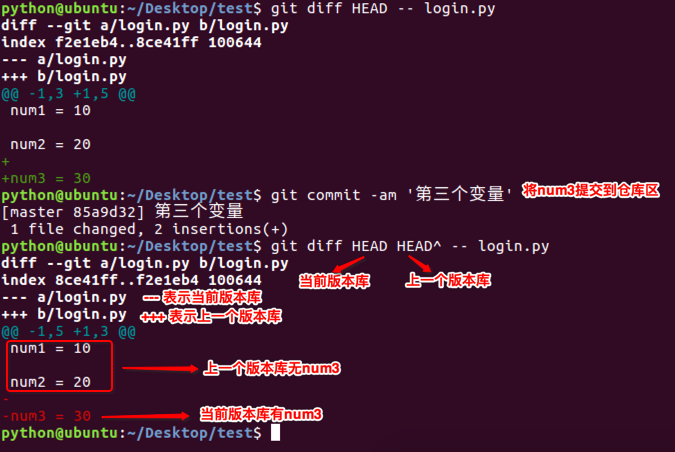 python@ubuntu:~/Desktop/test$ git diff HEAD -- login.py
diff --git a/login.py b/login.py
index f2e1eb4..8ce41ff 100644
--- a/login.py
+++ b/login.py
@@ -1,3 +1,5 @@
 num1 = 10
 num2 = 20
+
+num3 = 30
python@ubuntu:~/Desktop/test$ git commit -am '第三个变量' 将num3提交到仓库区
[master 85a9d32] 第三个变量
 1 file changed, 2 insertions(+)
python@ubuntu:~/Desktop/test$ git diff HEAD HEAD^ -- login.py
diff --git a/login.py b/login.py 当前版本库 上一个版本库
index 8ce41ff..f2e1eb4 100644
--- a/login.py --- 表示当前版本库
+++ b/login.py +++ 表示上一个版本库
@@ -1,5 +1,3 @@
 num1 = 10
上一个版本库无num3
 num2 = 20
-
-num3 = 30 当前版本库有num3
python@ubuntu:~/Desktop/test$